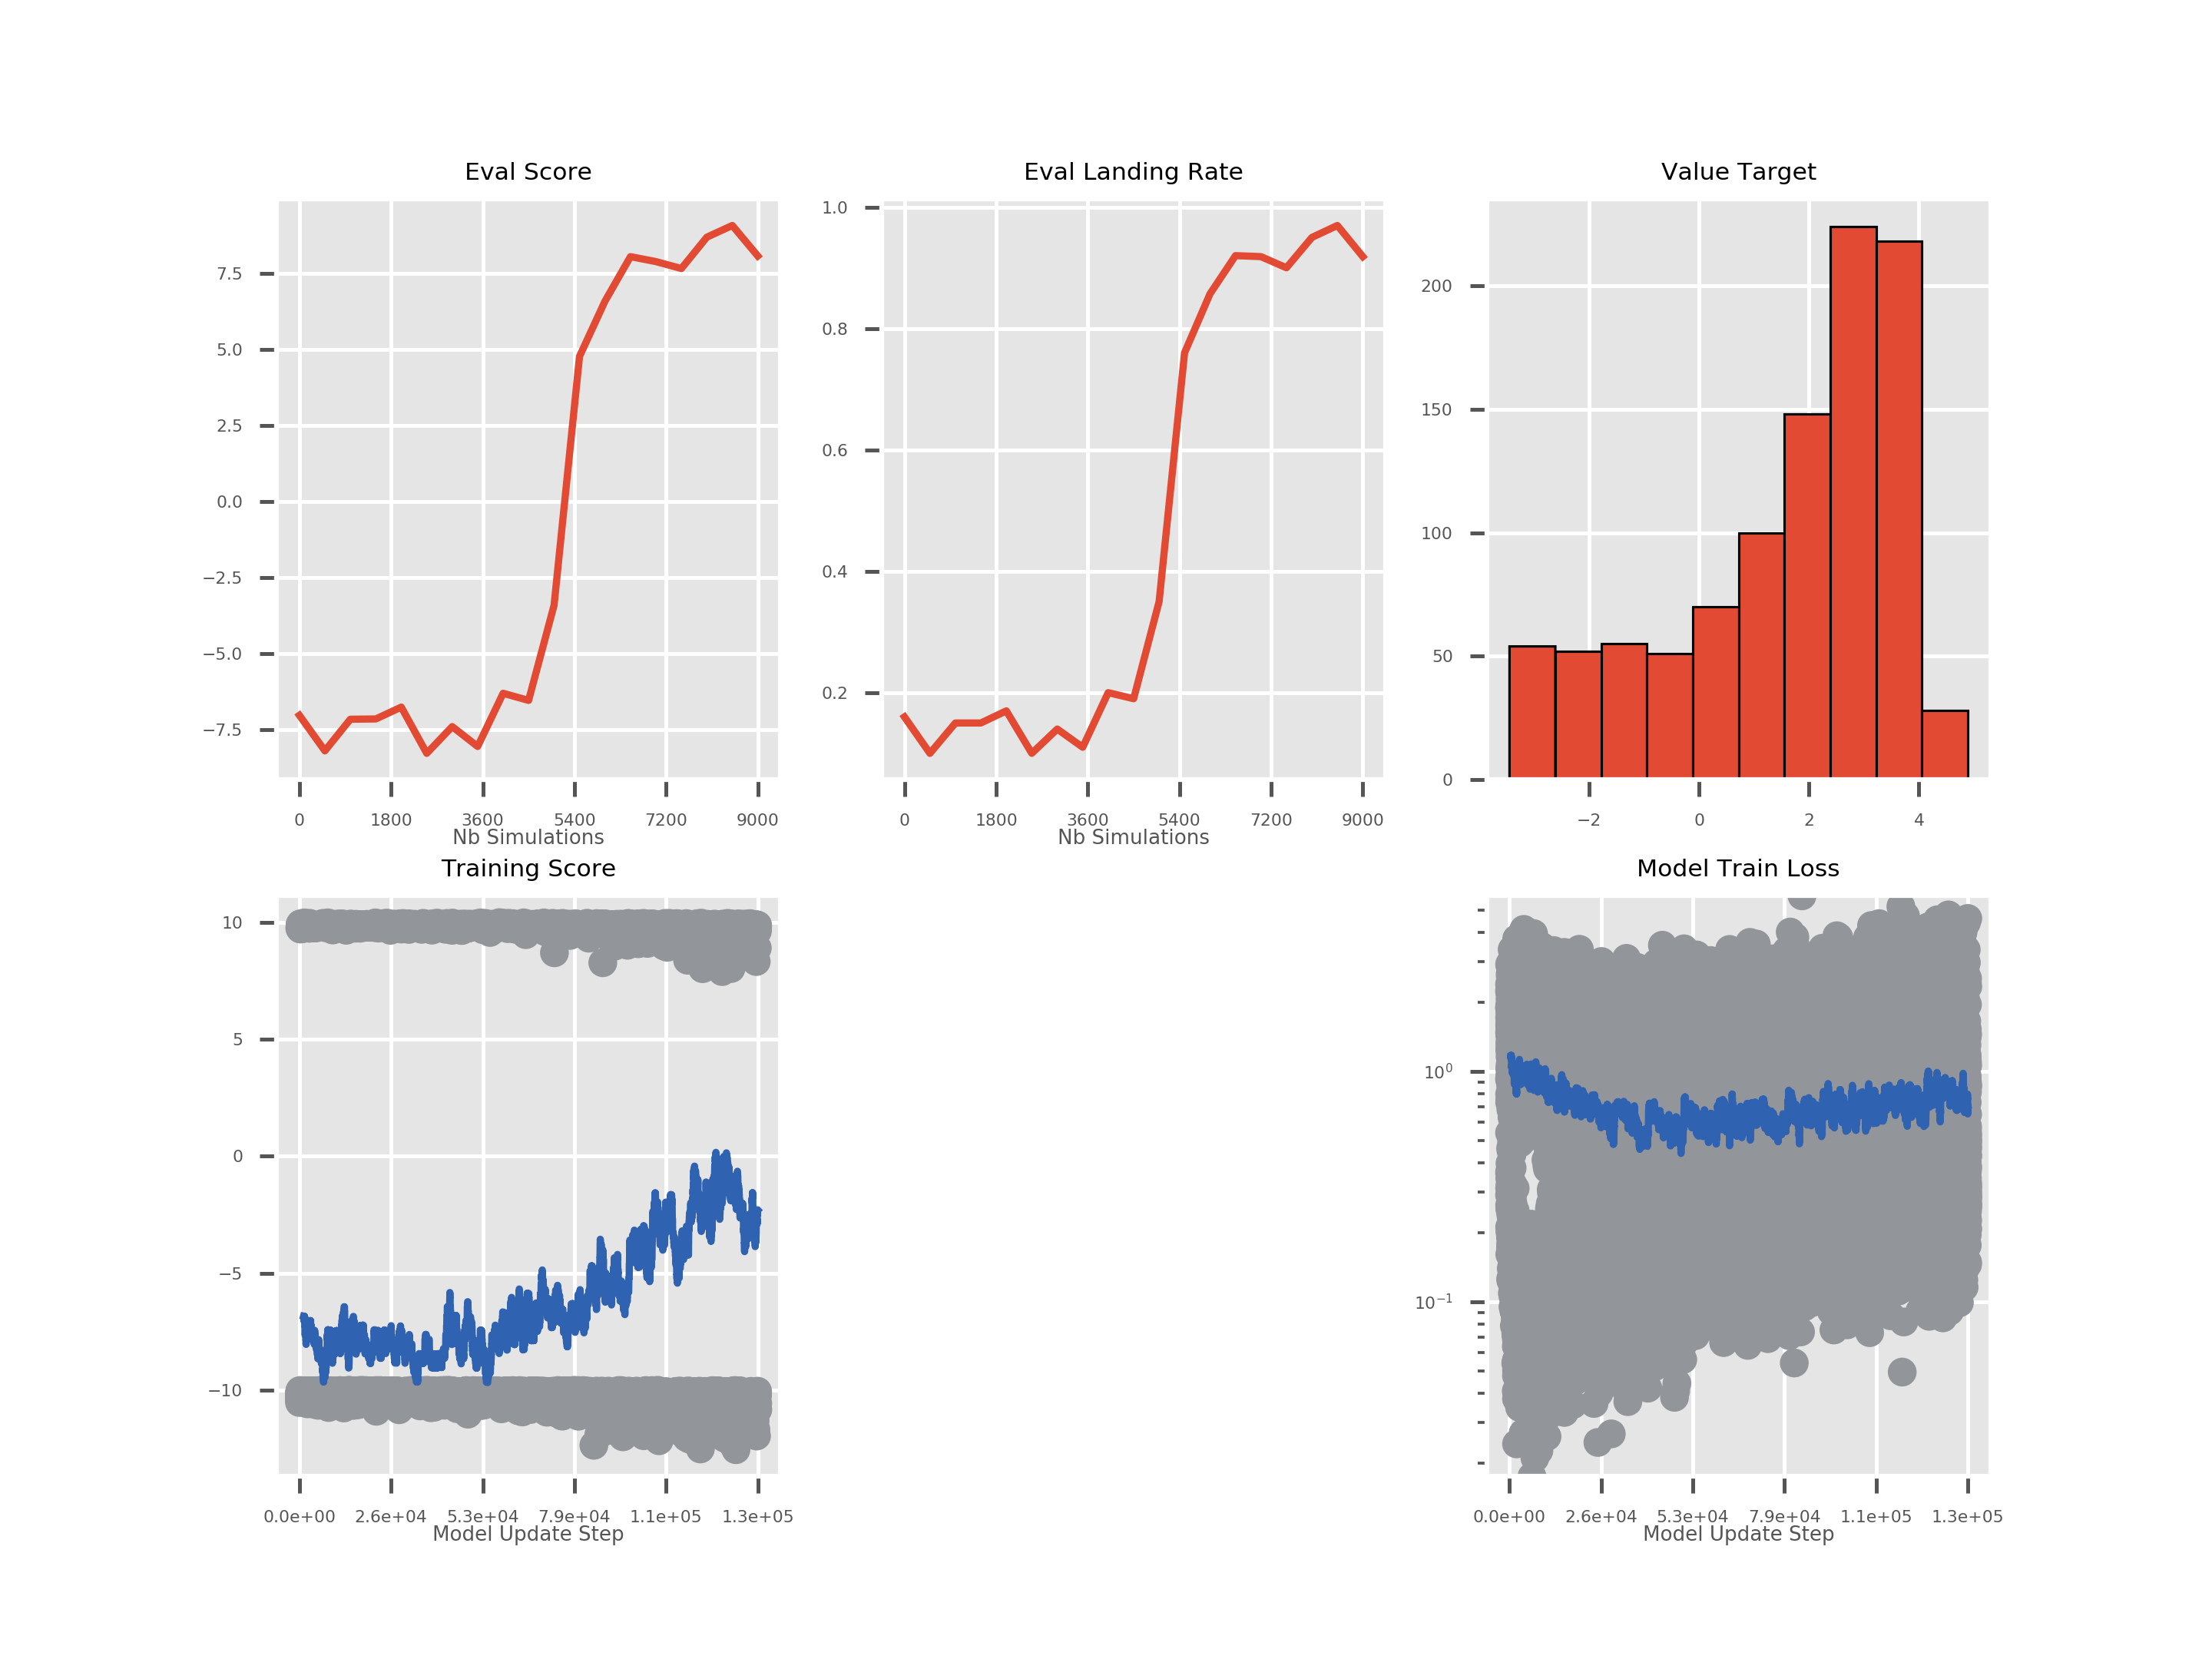 Eval Score
7.5
5.0
2.5
0.0
−2.5
−5.0
−7.5
0 1800 3600 5400 7200 9000
Nb Simulations
Eval Landing Rate
1.0
0.8
0.6
0.4
0.2
0 1800 3600 5400 7200 9000
Nb Simulations
Value Target
200
150
100
50
0
−2 0 2 4
Training Score
10
5
0
−5
−10
0.0e+00 2.6e+04 5.3e+04 7.9e+04 1.1e+05 1.3e+05
Model Update Step
Model Train Loss
10⁰
10⁻¹
0.0e+00 2.6e+04 5.3e+04 7.9e+04 1.1e+05 1.3e+05
Model Update Step